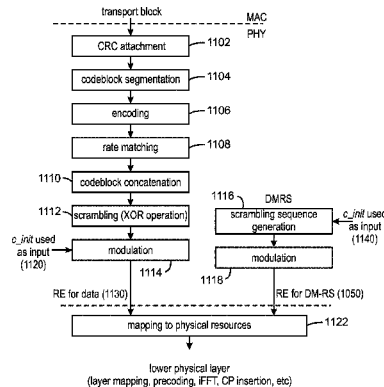 transport block
MAC
PHY
CRC attachment
1102
codeblock segmentation
1104
encoding
1106
rate matching
1108
1110
codeblock concatenation
1112
scrambling (XOR operation)
c_init used
as input
(1120)
modulation
1114
DMRS
1116
scrambling sequence
generation
c_init used
as input
(1140)
modulation
1118
RE for data (1130)
RE for DM-RS (1050)
mapping to physical resources
1122
lower physical layer
(layer mapping, precoding, iFFT, CP insertion, etc)